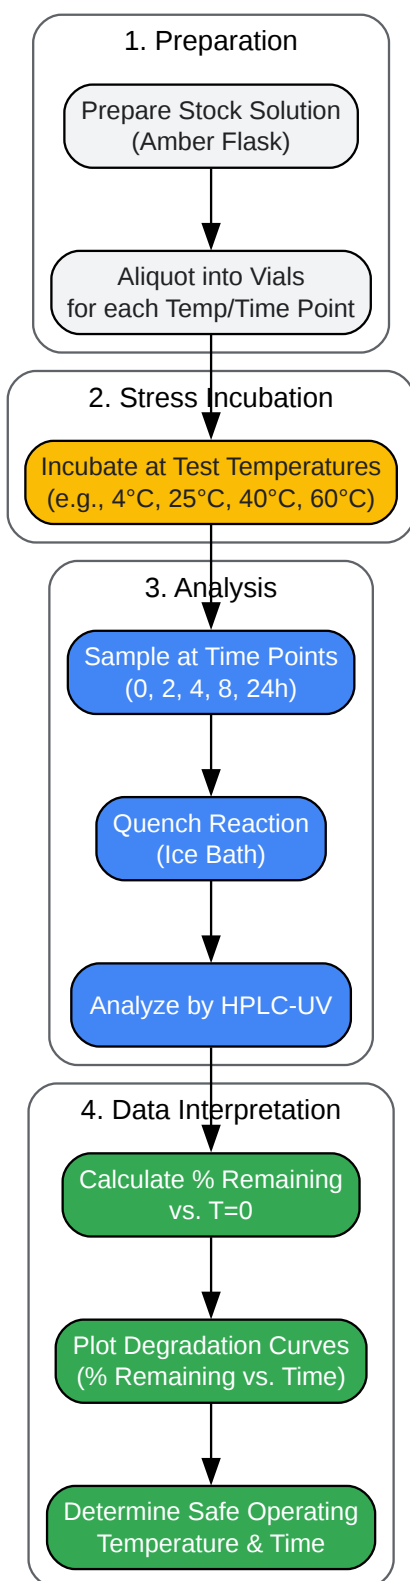 1. Preparation
Prepare Stock Solution
(Amber Flask)
Aliquot into Vials
for each Temp/Time Point
2. Stress Incubation
Incubate at Test Temperatures
(e.g., 4°C, 25°C, 40°C, 60°C)
3. Analysis
Sample at Time Points
(0, 2, 4, 8, 24h)
Quench Reaction
(Ice Bath)
Analyze by HPLC-UV
4. Data Interpretation
Calculate % Remaining
vs. T=0
Plot Degradation Curves
(% Remaining vs. Time)
Determine Safe Operating
Temperature & Time